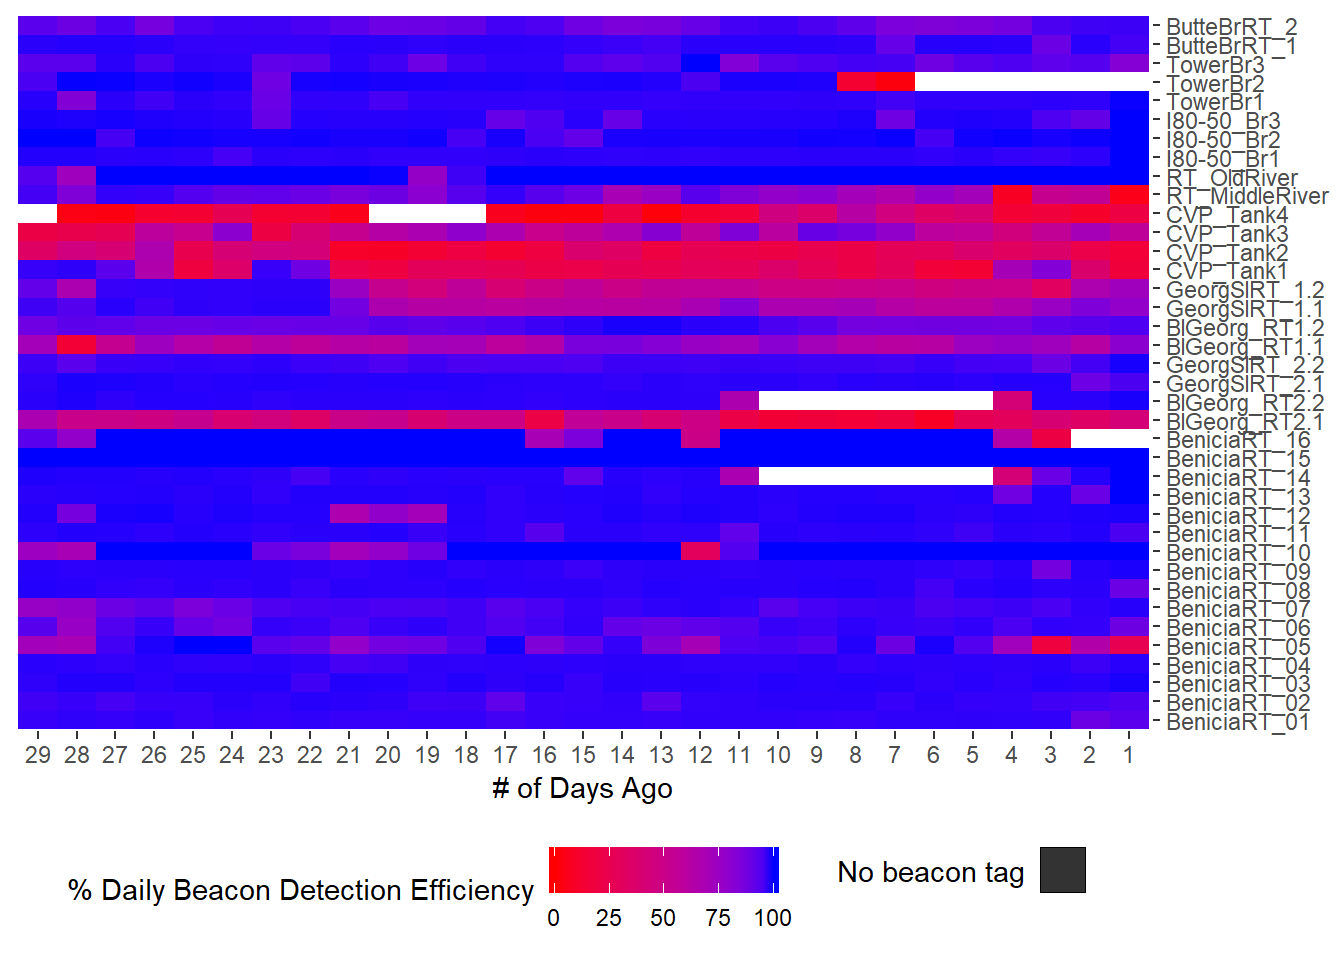 ButteBrRT_2
ButteBrRT_1
TowerBr3
TowerBr2
TowerBr1
I80-50_Br3
I80-50_Br2
I80-50_Br1
RT_OldRiver
RT_MiddleRiver
CVP_Tank4
CVP_Tank3
CVP_Tank2
CVP_Tank1
GeorgSlRT_1.2
GeorgSlRT_1.1
BlGeorg_RT1.2
BlGeorg_RT1.1
GeorgSlRT_2.2
GeorgSlRT_2.1
BlGeorg_RT2.2
BlGeorg_RT2.1
BeniciaRT_16
BeniciaRT_15
BeniciaRT_14
BeniciaRT_13
BeniciaRT_12
BeniciaRT_11
BeniciaRT_10
BeniciaRT_09
BeniciaRT_08
BeniciaRT_07
BeniciaRT_06
BeniciaRT_05
BeniciaRT_04
BeniciaRT_03
BeniciaRT_02
BeniciaRT_01
29 28 27 26 25 24 23 22 21 20 19 18 17 16 15 14 13 12 11 10 9 8 7 6 5 4 3 2 1
# of Days Ago
% Daily Beacon Detection Efficiency
0 25 50 75 100
No beacon tag